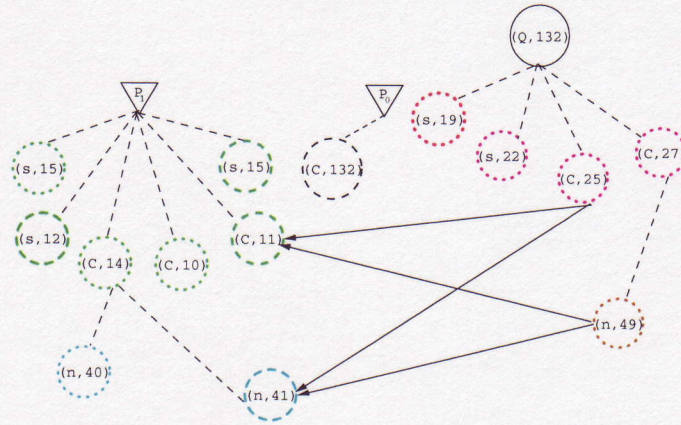 (Q,132)
P1
P0
(s,19)
(s,15)
(s,15)
(C,132)
(s,22)
(C,25)
(C,27)
(s,12)
(C,14)
(C,10)
(C,11)
(n,49)
(n,40)
(n,41)